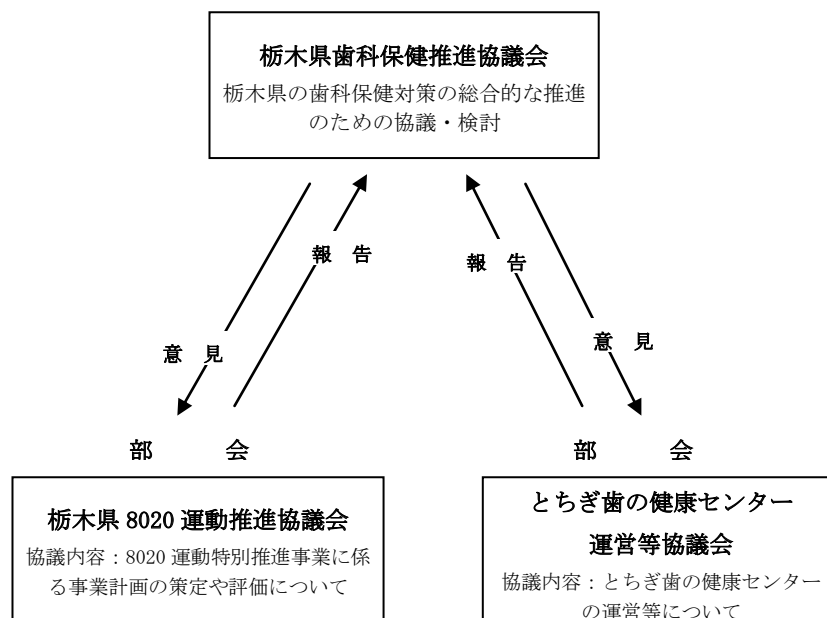 栃木県歯科保健推進協議会
栃木県の歯科保健対策の総合的な推進
のための協議・検討
報　告
報　告
意　見
意　見
部　　会
部　　会
栃木県 8020 運動推進協議会
協議内容：8020 運動特別推進事業に係
る事業計画の策定や評価について
とちぎ歯の健康センター
運営等協議会
協議内容：とちぎ歯の健康センター
の運営等について